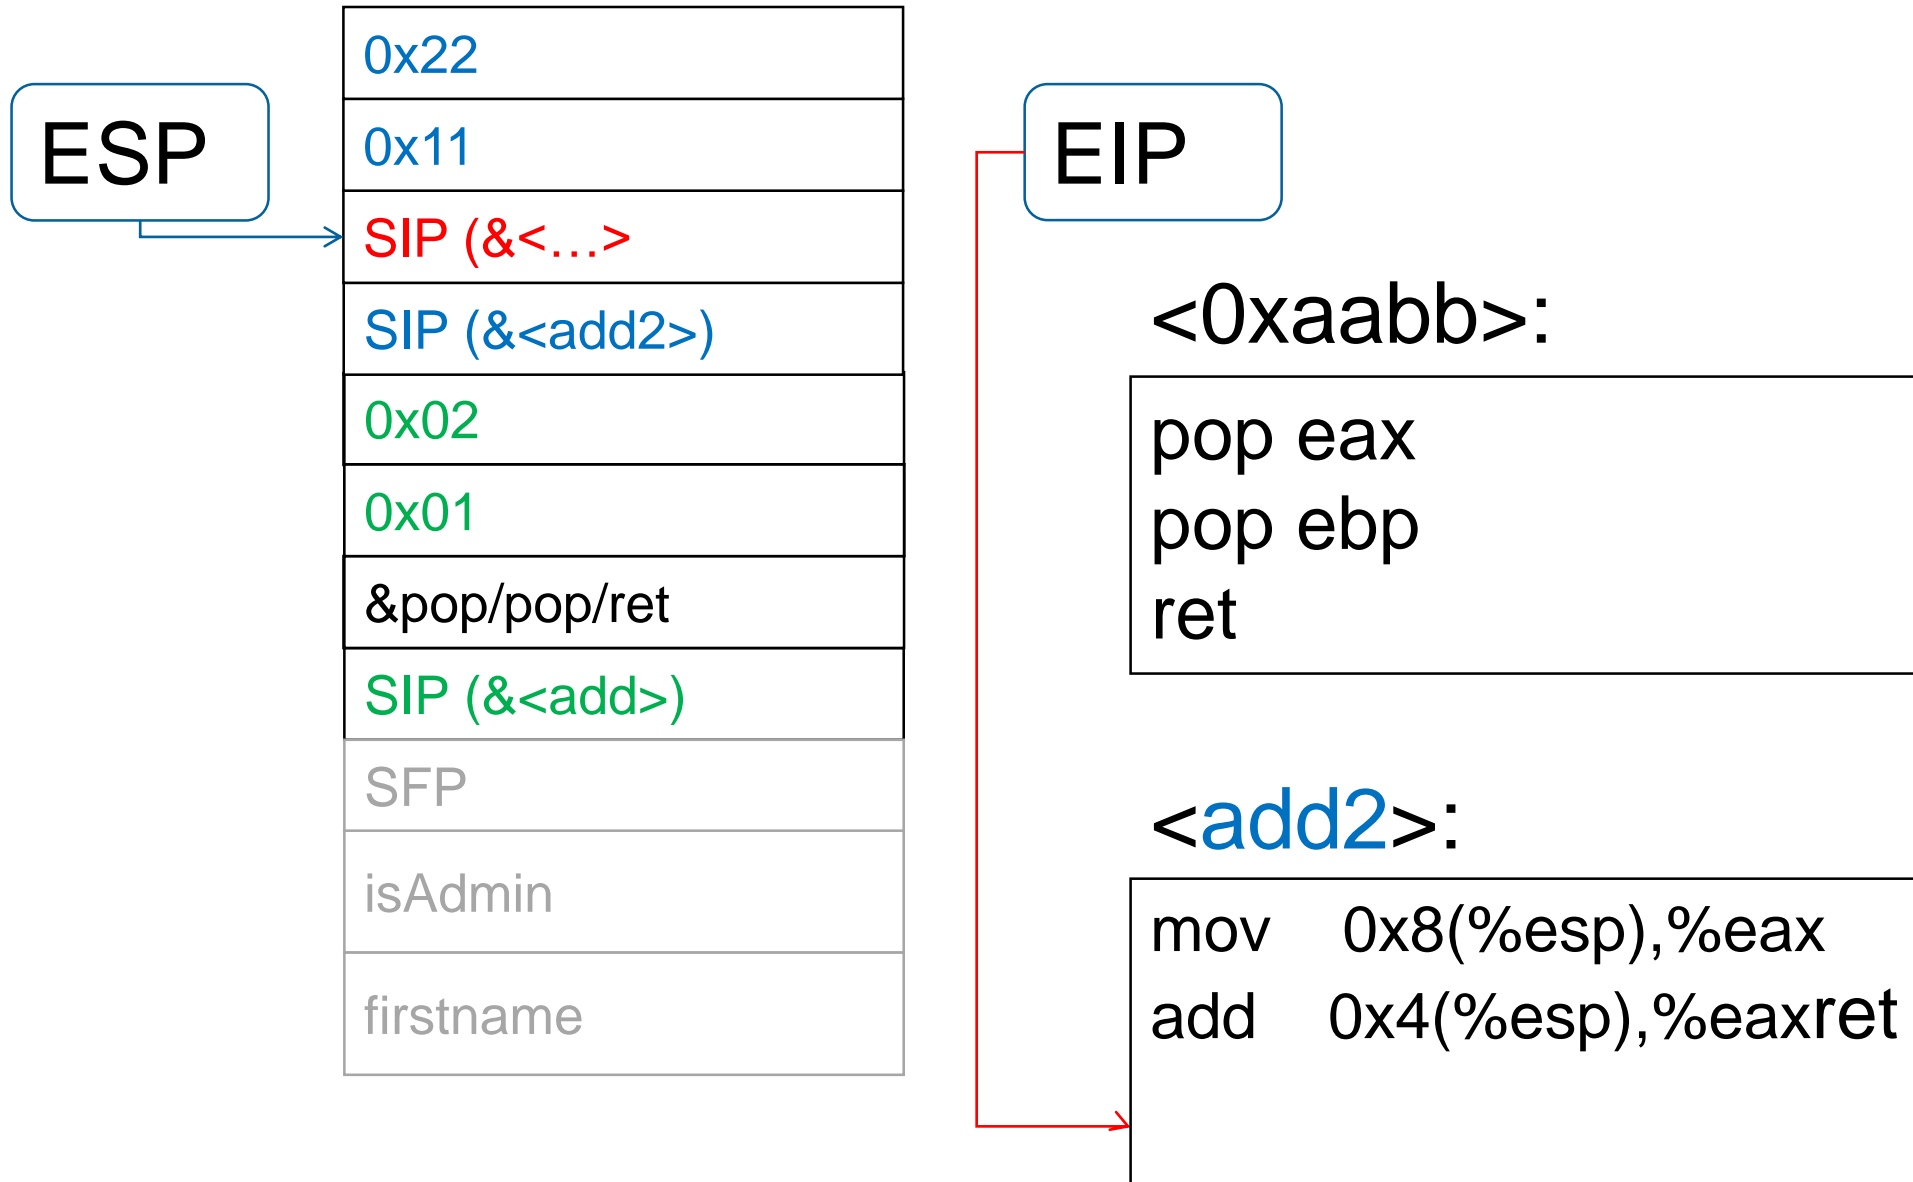 ESP
0x22
0x11
SIP (&<…>
SIP (&<add2>)
0x02
0x01
&pop/pop/ret
SIP (&<add>)
SFP
isAdmin
firstname
EIP
<0xaabb>:
pop eax
pop ebp
ret
<add2>:
mov 0x8(%esp),%eax
add 0x4(%esp),%eaxret